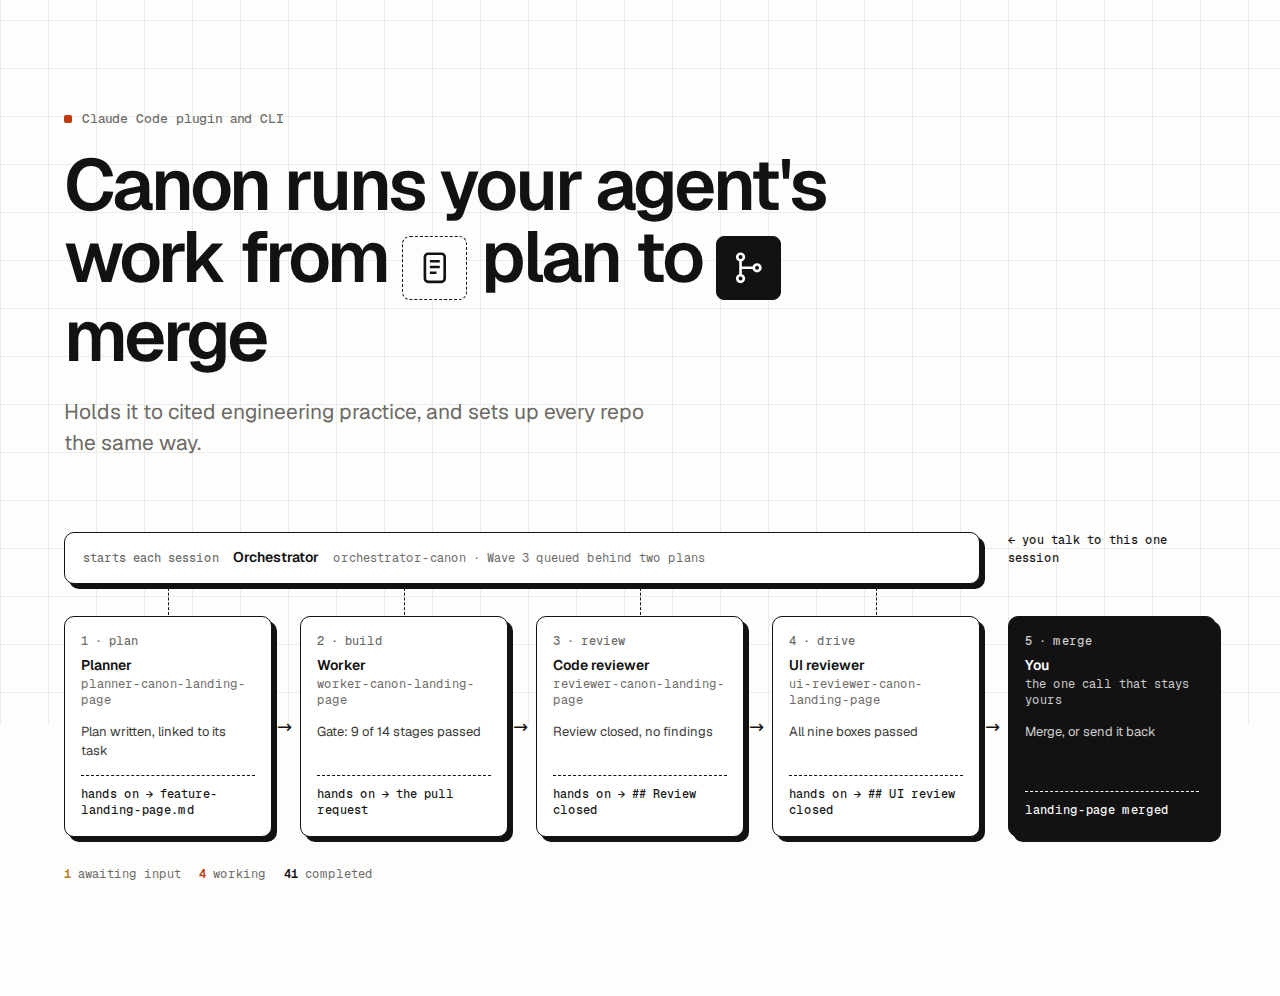 Claude Code plugin and CLI
Canon runs your agent's
work from plan to
merge
Holds it to cited engineering practice, and sets up every repo
the same way.
starts each session Orchestrator orchestrator-canon · Wave 3 queued behind two plans
← you talk to this one
session
1 · plan
Planner
planner-canon-landing-
page
Plan written, linked to its
task
hands on → feature-
landing-page.md
→
2 · build
Worker
worker-canon-landing-
page
Gate: 9 of 14 stages passed
hands on → the pull
request
→
3 · review
Code reviewer
reviewer-canon-landing-
page
Review closed, no findings
hands on → ## Review
closed
→
4 · drive
UI reviewer
ui-reviewer-canon-
landing-page
All nine boxes passed
hands on → ## UI review
closed
→
5 · merge
You
the one call that stays
yours
Merge, or send it back
landing-page merged
1 awaiting input 4 working 41 completed